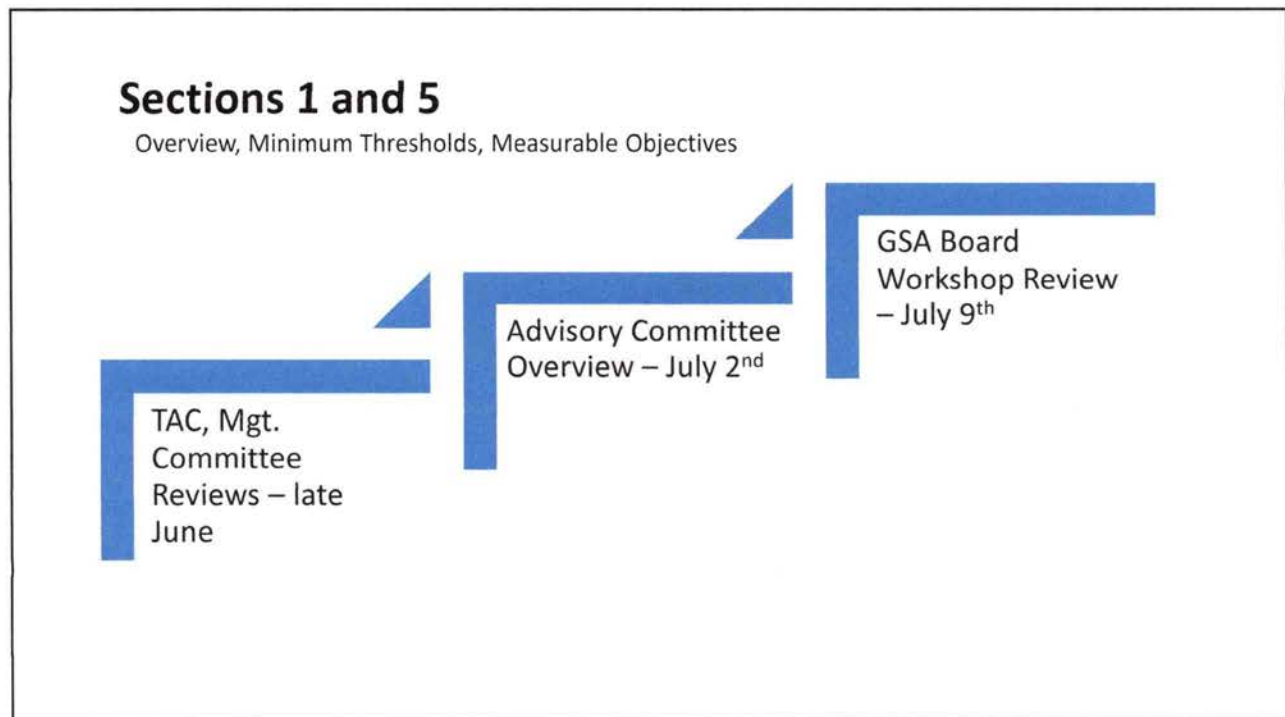 Sections 1 and 5
Overview, Minimum Thresholds, Measurable Objectives
TAC, Mgt.
Committee
Reviews – late
June
Advisory Committee
Overview – July 2nd
GSA Board
Workshop Review
– July 9th